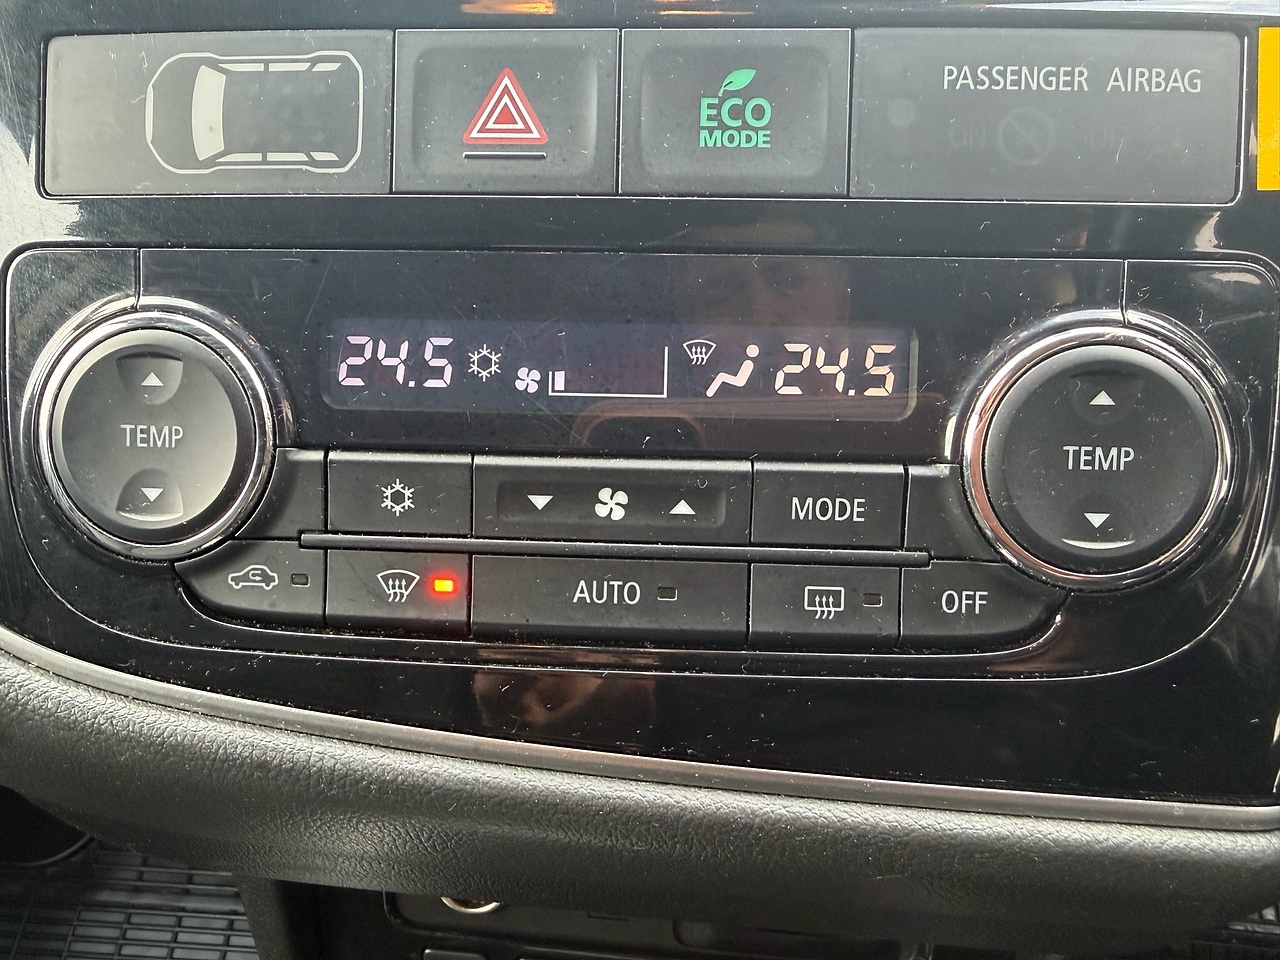 ECO
MODE
PASSENGER AIRBAG
24.5
24.5
TEMP
TEMP
MODE
AUTO
OFF